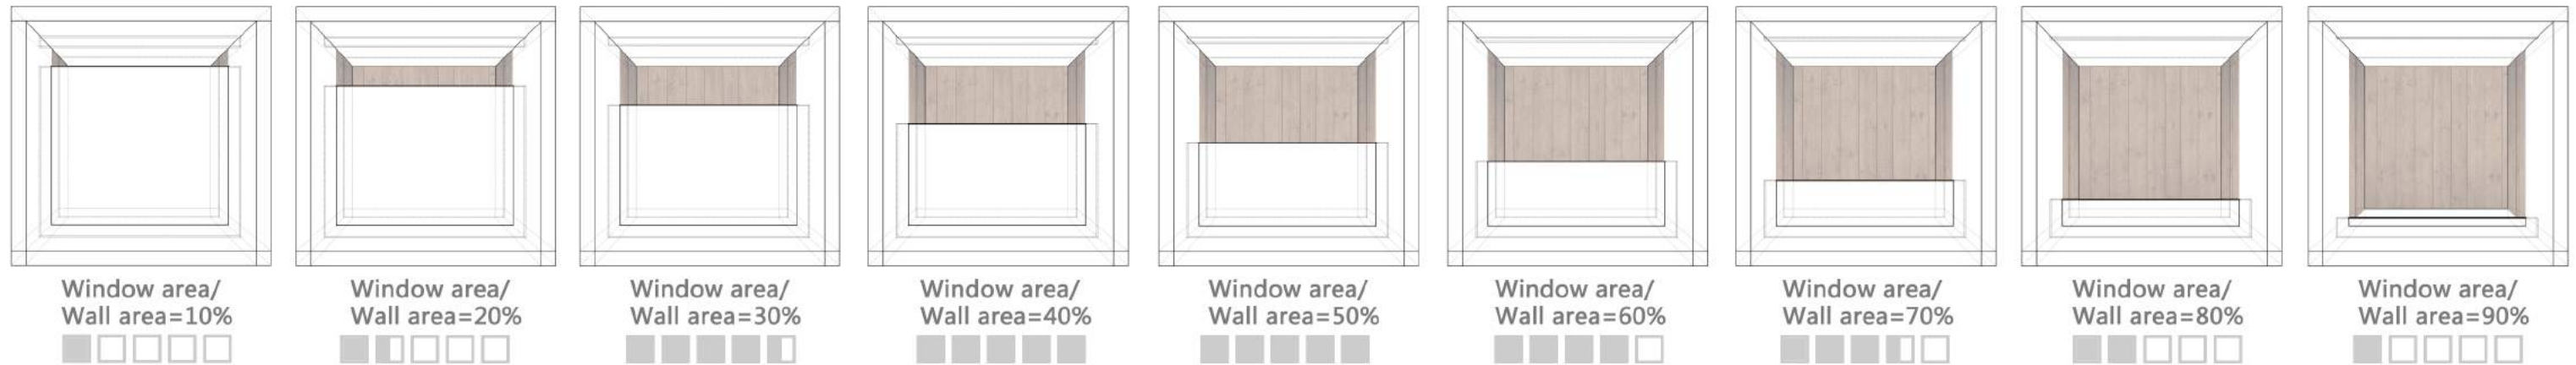 Window area/
Wall area=10%
Window area/
Wall area=20%
Window area/
Wall area=30%
Window area/
Wall area=40%
Window area/
Wall area=50%
Window area/
Wall area=60%
Window area/
Wall area=70%
Window area/
Wall area=80%
Window area/
Wall area=90%